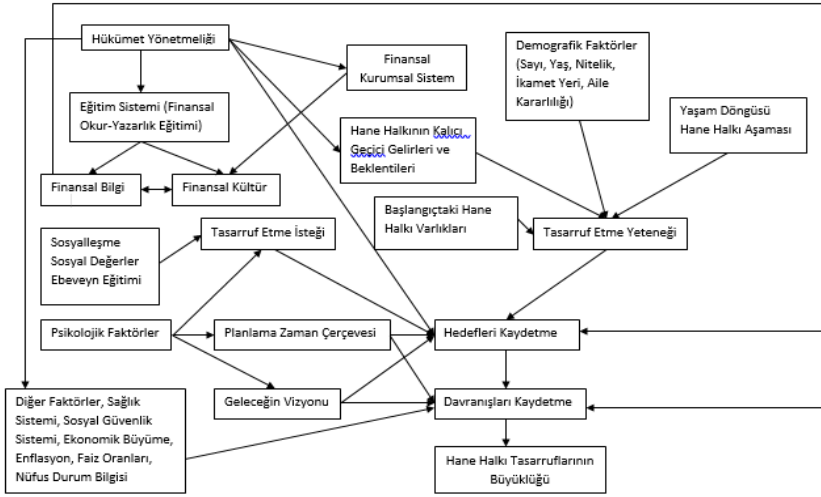 Hükümet Yönetmeliği
Finansal
Kurumsal Sistem
Demografik Faktörler
(Sayı, Yaş, Nitelik,
İkamet Yeri, Aile
Kararlılığı)
Eğitim Sistemi (Finansal
Okur-Yazarlık Eğitimi)
Yaşam Döngüsü
Hane Halkı Aşaması
Hane Halkının Kalıcı
Geçici Gelirleri ve
Beklentileri
Finansal Bilgi
Finansal Kültür
Başlangıçtaki Hane
Halkı Varlıkları
Tasarruf Etme İsteği
Tasarruf Etme Yeteneği
Sosyalleşme
Sosyal Değerler
Ebeveyn Eğitimi
Psikolojik Faktörler
Planlama Zaman Çerçevesi
Hedefleri Kaydetme
Diğer Faktörler, Sağlık
Sistemi, Sosyal Güvenlik
Sistemi, Ekonomik Büyüme,
Enflasyon, Faiz Oranları,
Nüfus Durum Bilgisi
Geleceğin Vizyonu
Davranışları Kaydetme
Hane Halkı Tasarruflarının
Büyüklüğü